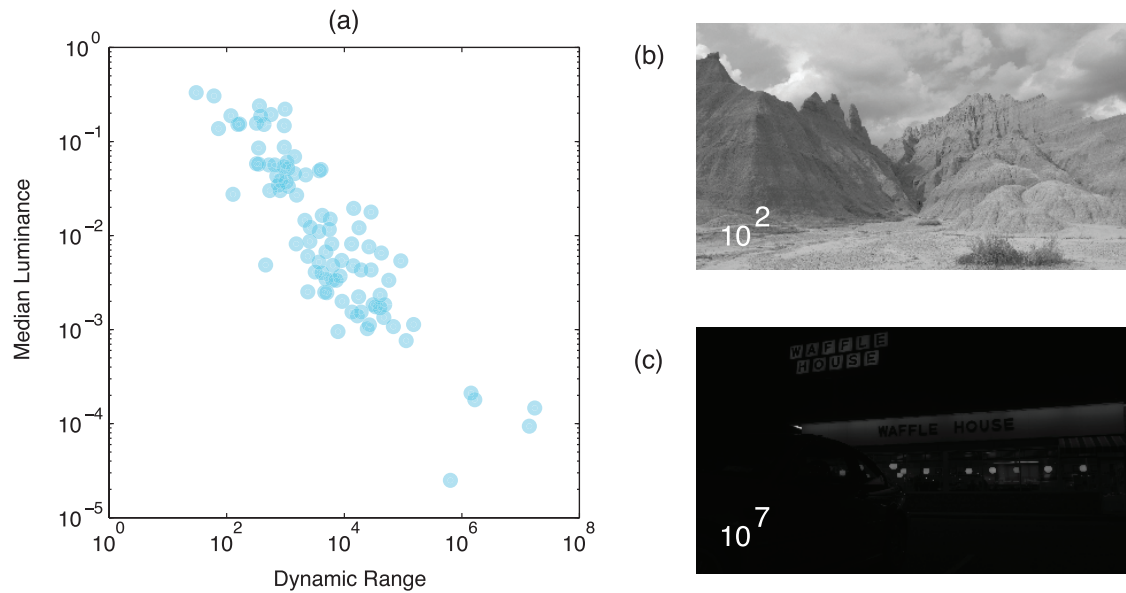 (a)
Median Luminance
10^0
10^-1
10^-2
10^-3
10^-4
10^-5
10^0 10^2 10^4 10^6 10^8
Dynamic Range
(b)
10^2
(c)
WAFFLE
HOUSE
WAFFLE HOUSE
10^7